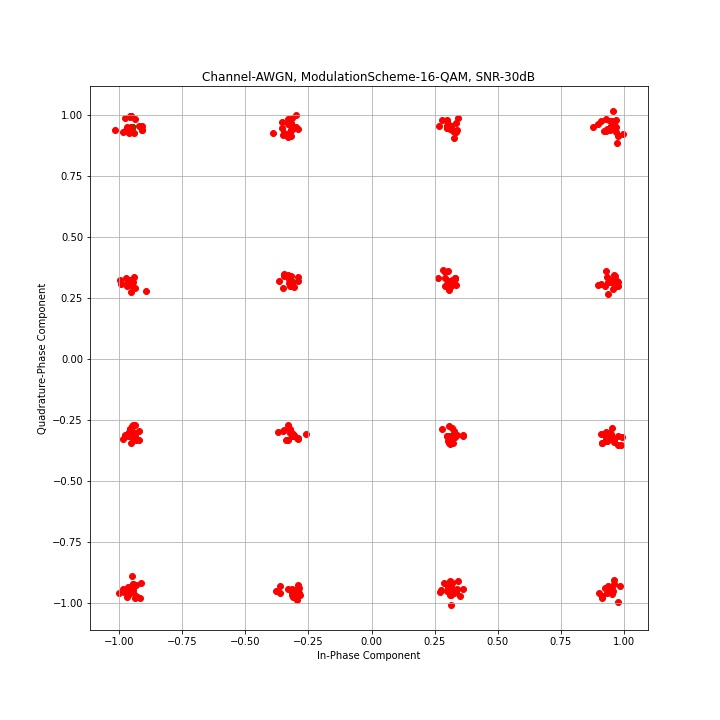 Channel-AWGN, ModulationScheme-16-QAM, SNR-30dB
1.00
0.75
0.50
0.25
0.00
−0.25
−0.50
−0.75
−1.00
Quadrature-Phase Component
−1.00 −0.75 −0.50 −0.25 0.00 0.25 0.50 0.75 1.00
In-Phase Component